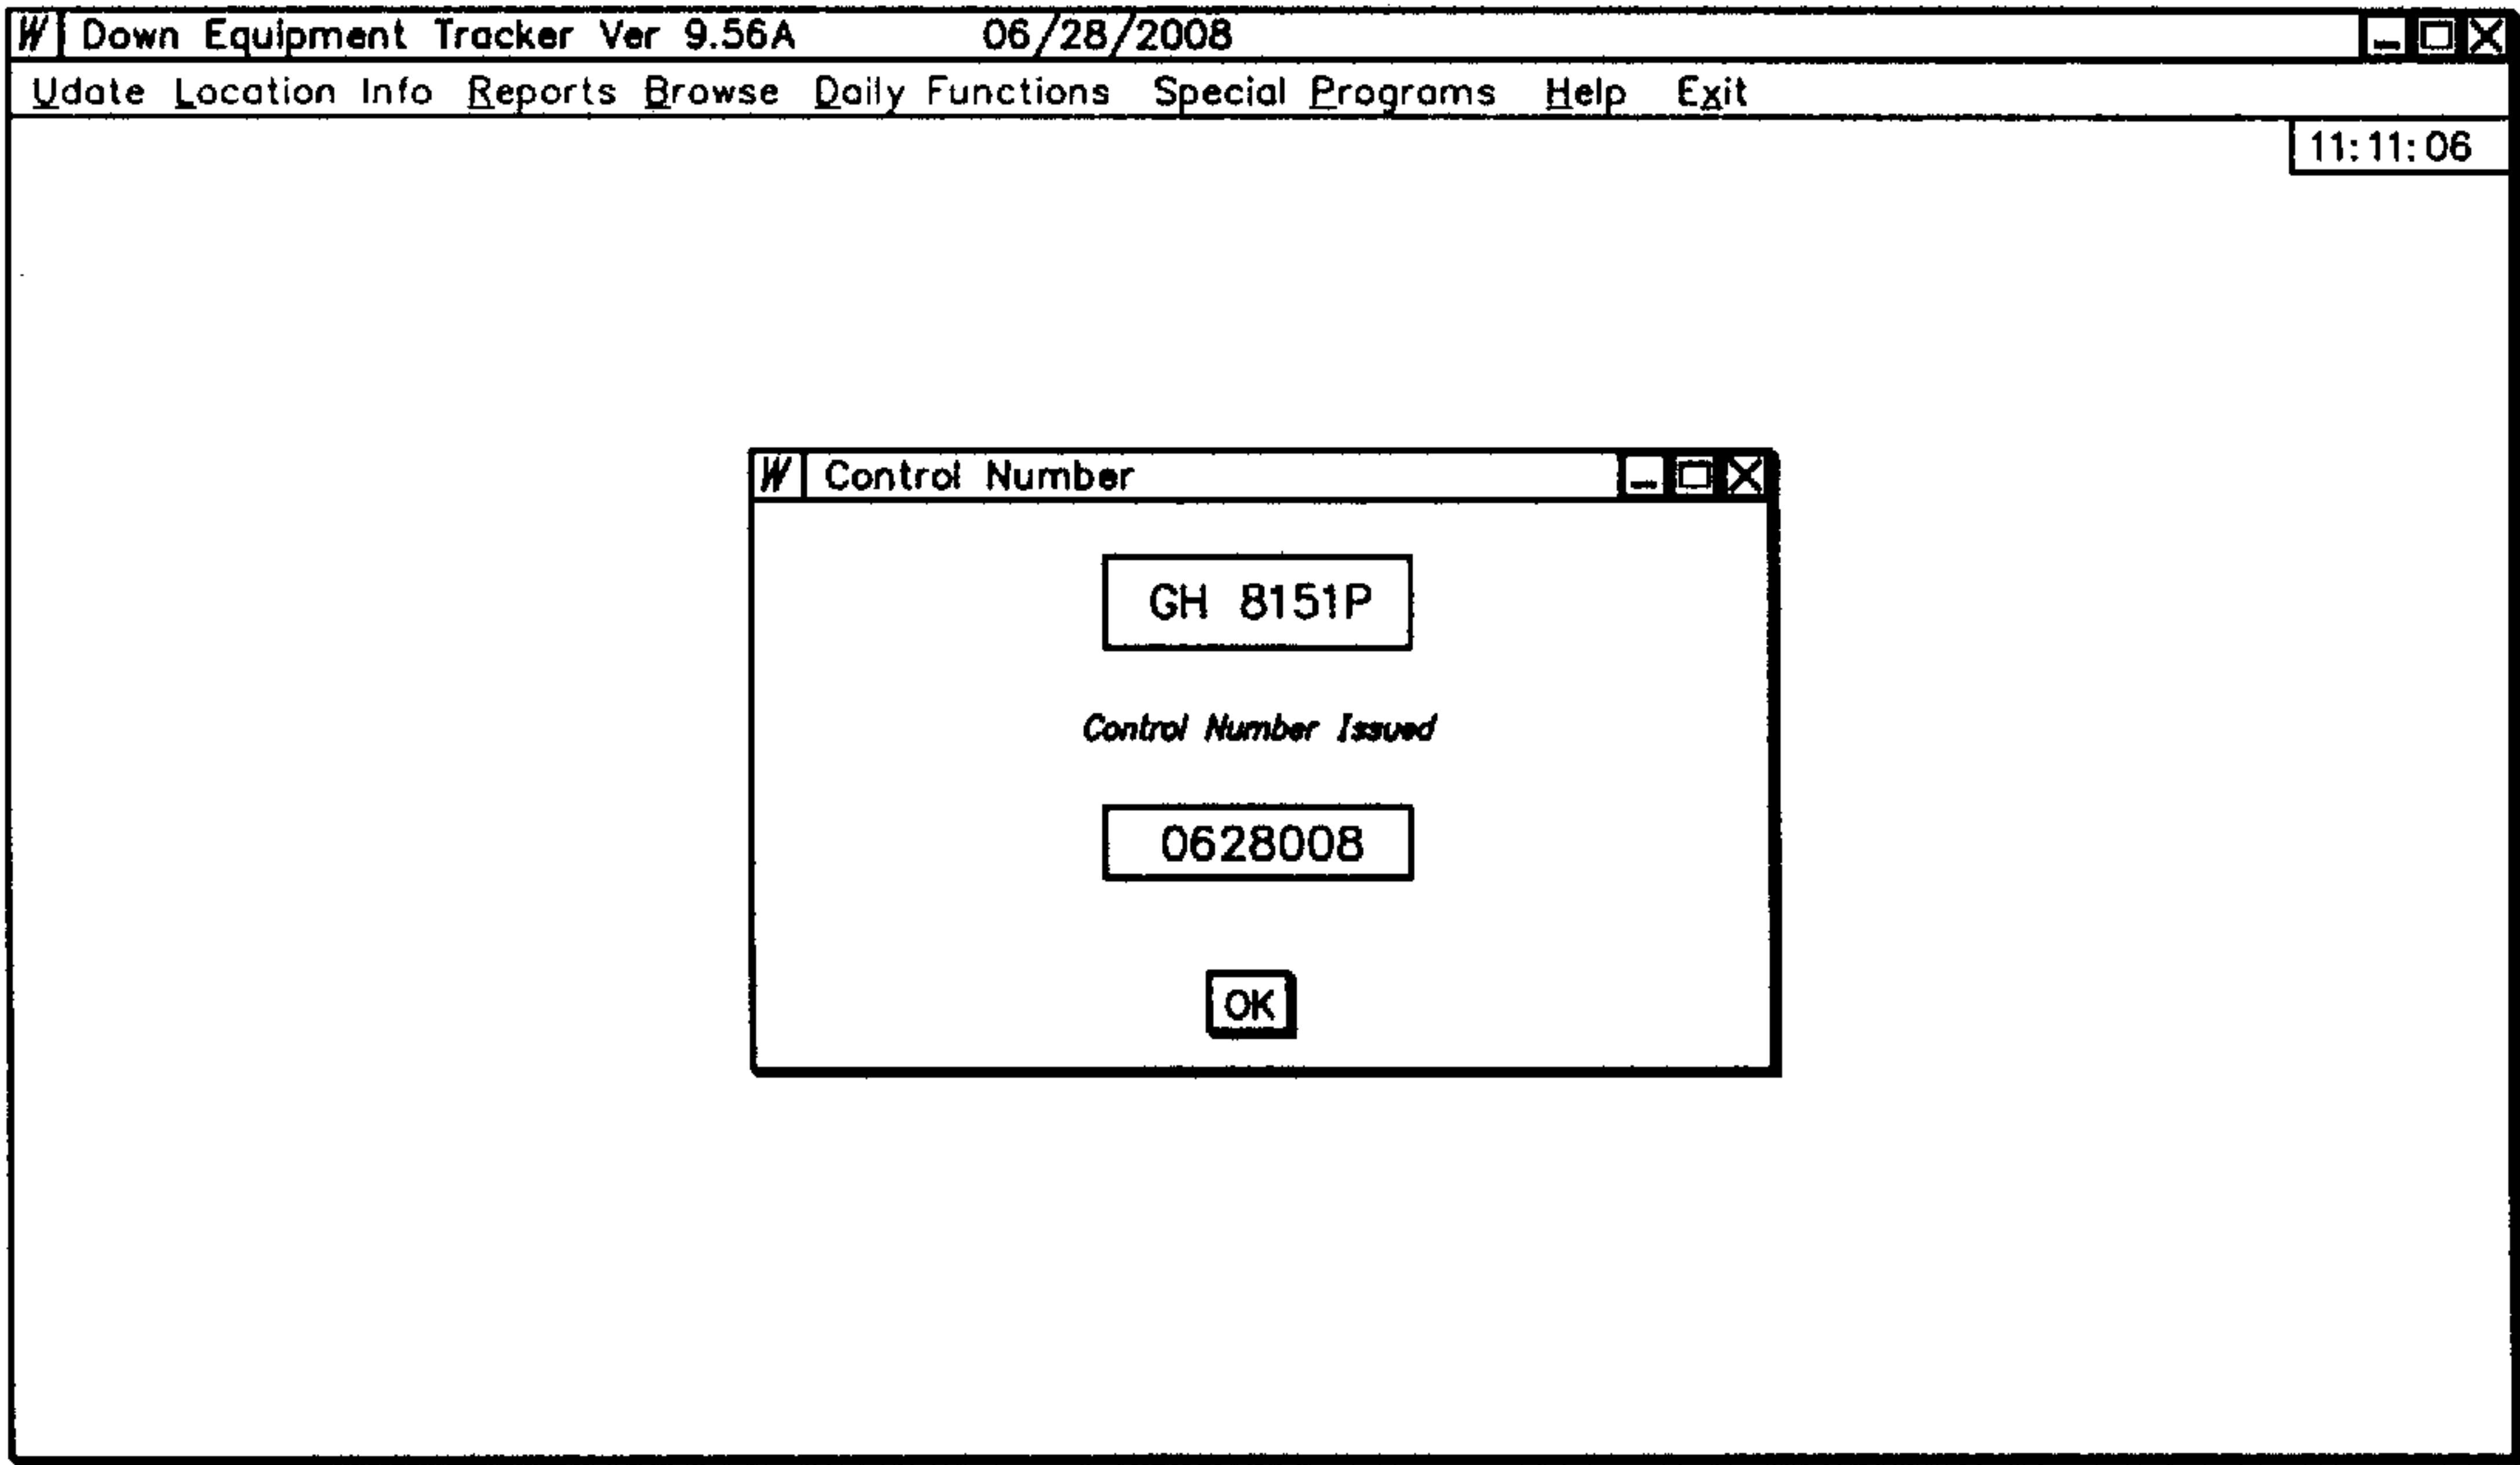 W Down Equipment Tracker Ver 9.56A 06/28/2008
Udate Location Info Reports Browse Daily Functions Special Programs Help Exit
11:11:06
W Control Number
GH 8151P
Control Number Issued
0628008
OK